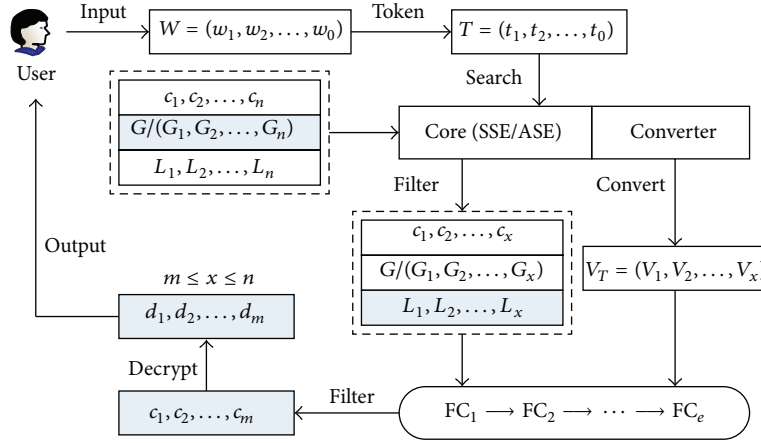 Input
W = (w₁, w₂, . . . , w₀)
Token
T = (t₁, t₂, . . . , t₀)
User
Search
c₁, c₂, . . . , cₙ
G/(G₁, G₂, . . . , Gₙ)
L₁, L₂, . . . , Lₙ
Core (SSE/ASE)
Converter
Filter
Convert
c₁, c₂, . . . , cₓ
G/(G₁, G₂, . . . , Gₓ)
L₁, L₂, . . . , Lₓ
V_T = (V₁, V₂, . . . , Vₓ)
Output
m ≤ x ≤ n
d₁, d₂, . . . , dₘ
Decrypt
c₁, c₂, . . . , cₘ
Filter
FC₁ → FC₂ → ⋯ → FCₑ